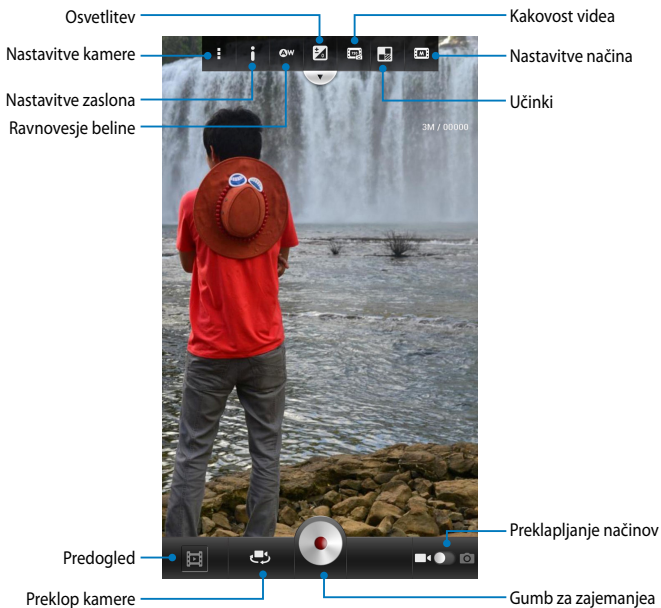 Osvetlitev
Kakovost videa
Nastavitve kamere
Nastavitve načina
Nastavitve zaslona
Učinki
Ravnovesje beline
3M / 00000
Preklapljanje načinov
Predogled
Preklop kamere
Gumb za zajemanjea